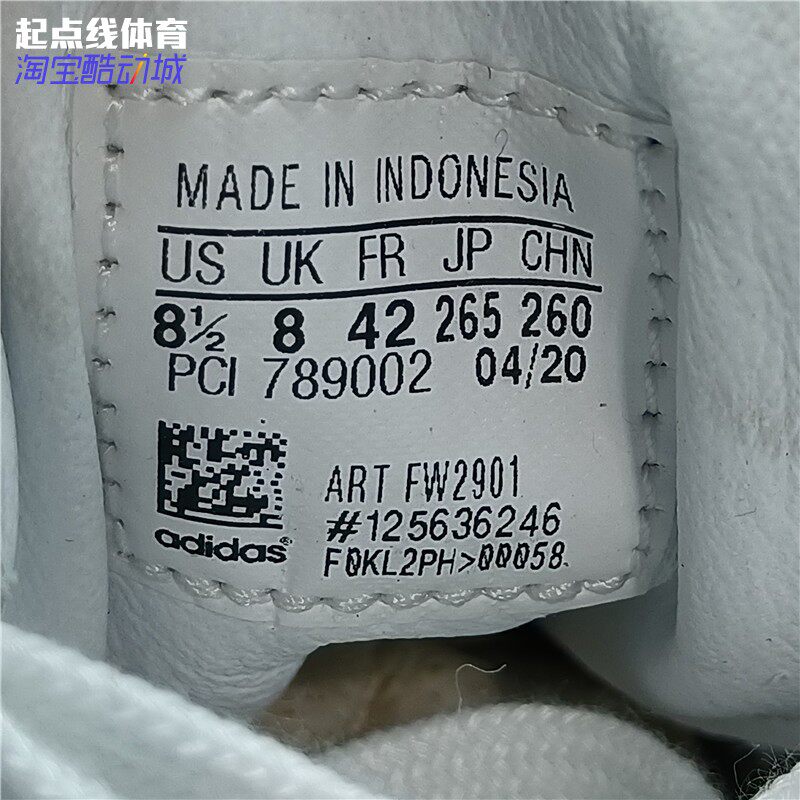 起点线体育
淘宝酷动城
MADE IN INDONESIA
US UK FR JP CHN
8½ 8 42 265 260
PCI 789002 04/20
ART FW2901
#125636246
adidas®
F0KL2PH>00058